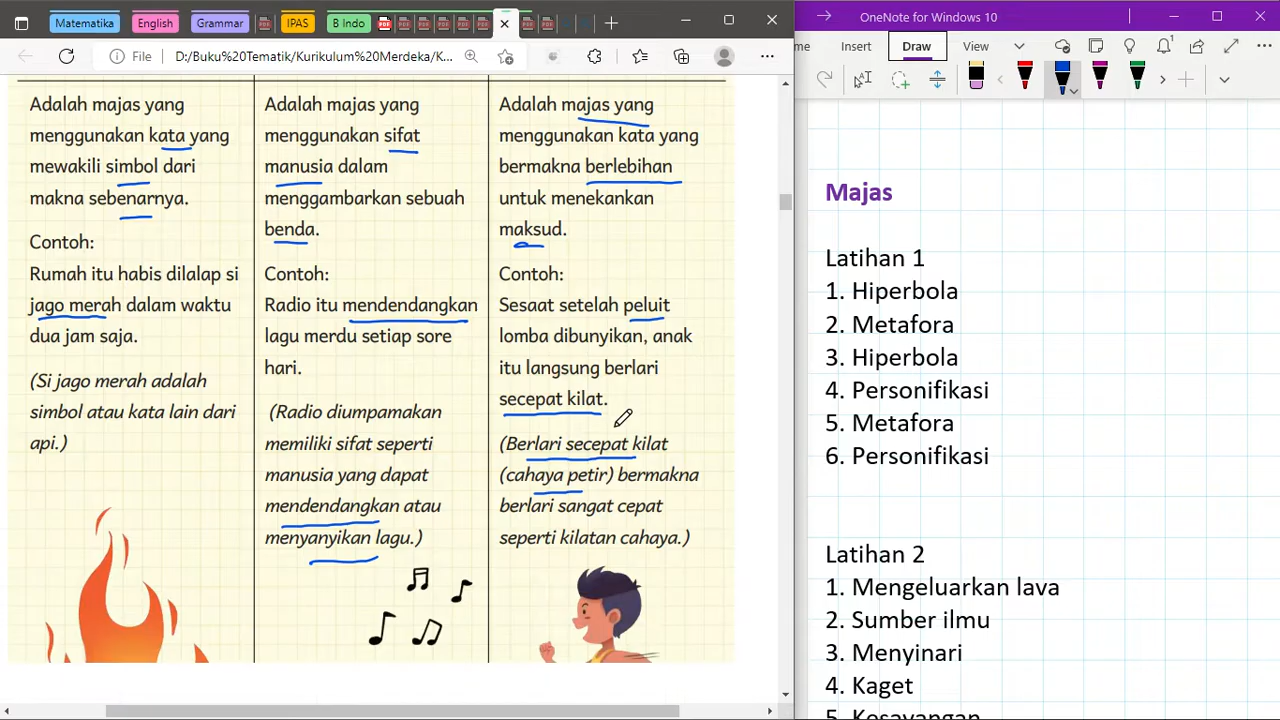 Matematika
English
Grammar
IPAS
B Indo
File
D:/Buku%20Tematik/Kurikulum%20Merdeka/K...
Adalah majas yang
menggunakan kata yang
mewakili simbol dari
makna sebenarnya.
Contoh:
Rumah itu habis dilalap si
jago merah dalam waktu
dua jam saja.
(Si jago merah adalah
simbol atau kata lain dari
api.)
Adalah majas yang
menggunakan sifat
manusia dalam
menggambarkan sebuah
benda.
Contoh:
Radio itu mendendangkan
lagu merdu setiap sore
hari.
(Radio diumpamakan
memiliki sifat seperti
manusia yang dapat
mendendangkan atau
menyanyikan lagu.)
Adalah majas yang
menggunakan kata yang
bermakna berlebihan
untuk menekankan
maksud.
Contoh:
Sesaat setelah peluit
lomba dibunyikan, anak
itu langsung berlari
secepat kilat.
(Berlari secepat kilat
(cahaya petir) bermakna
berlari sangat cepat
seperti kilatan cahaya.)
OneNote for Windows 10
me
Insert
Draw
View
Majas
Latihan 1
1. Hiperbola
2. Metafora
3. Hiperbola
4. Personifikasi
5. Metafora
6. Personifikasi
Latihan 2
1. Mengeluarkan lava
2. Sumber ilmu
3. Menyinari
4. Kaget
5. Kesayangan